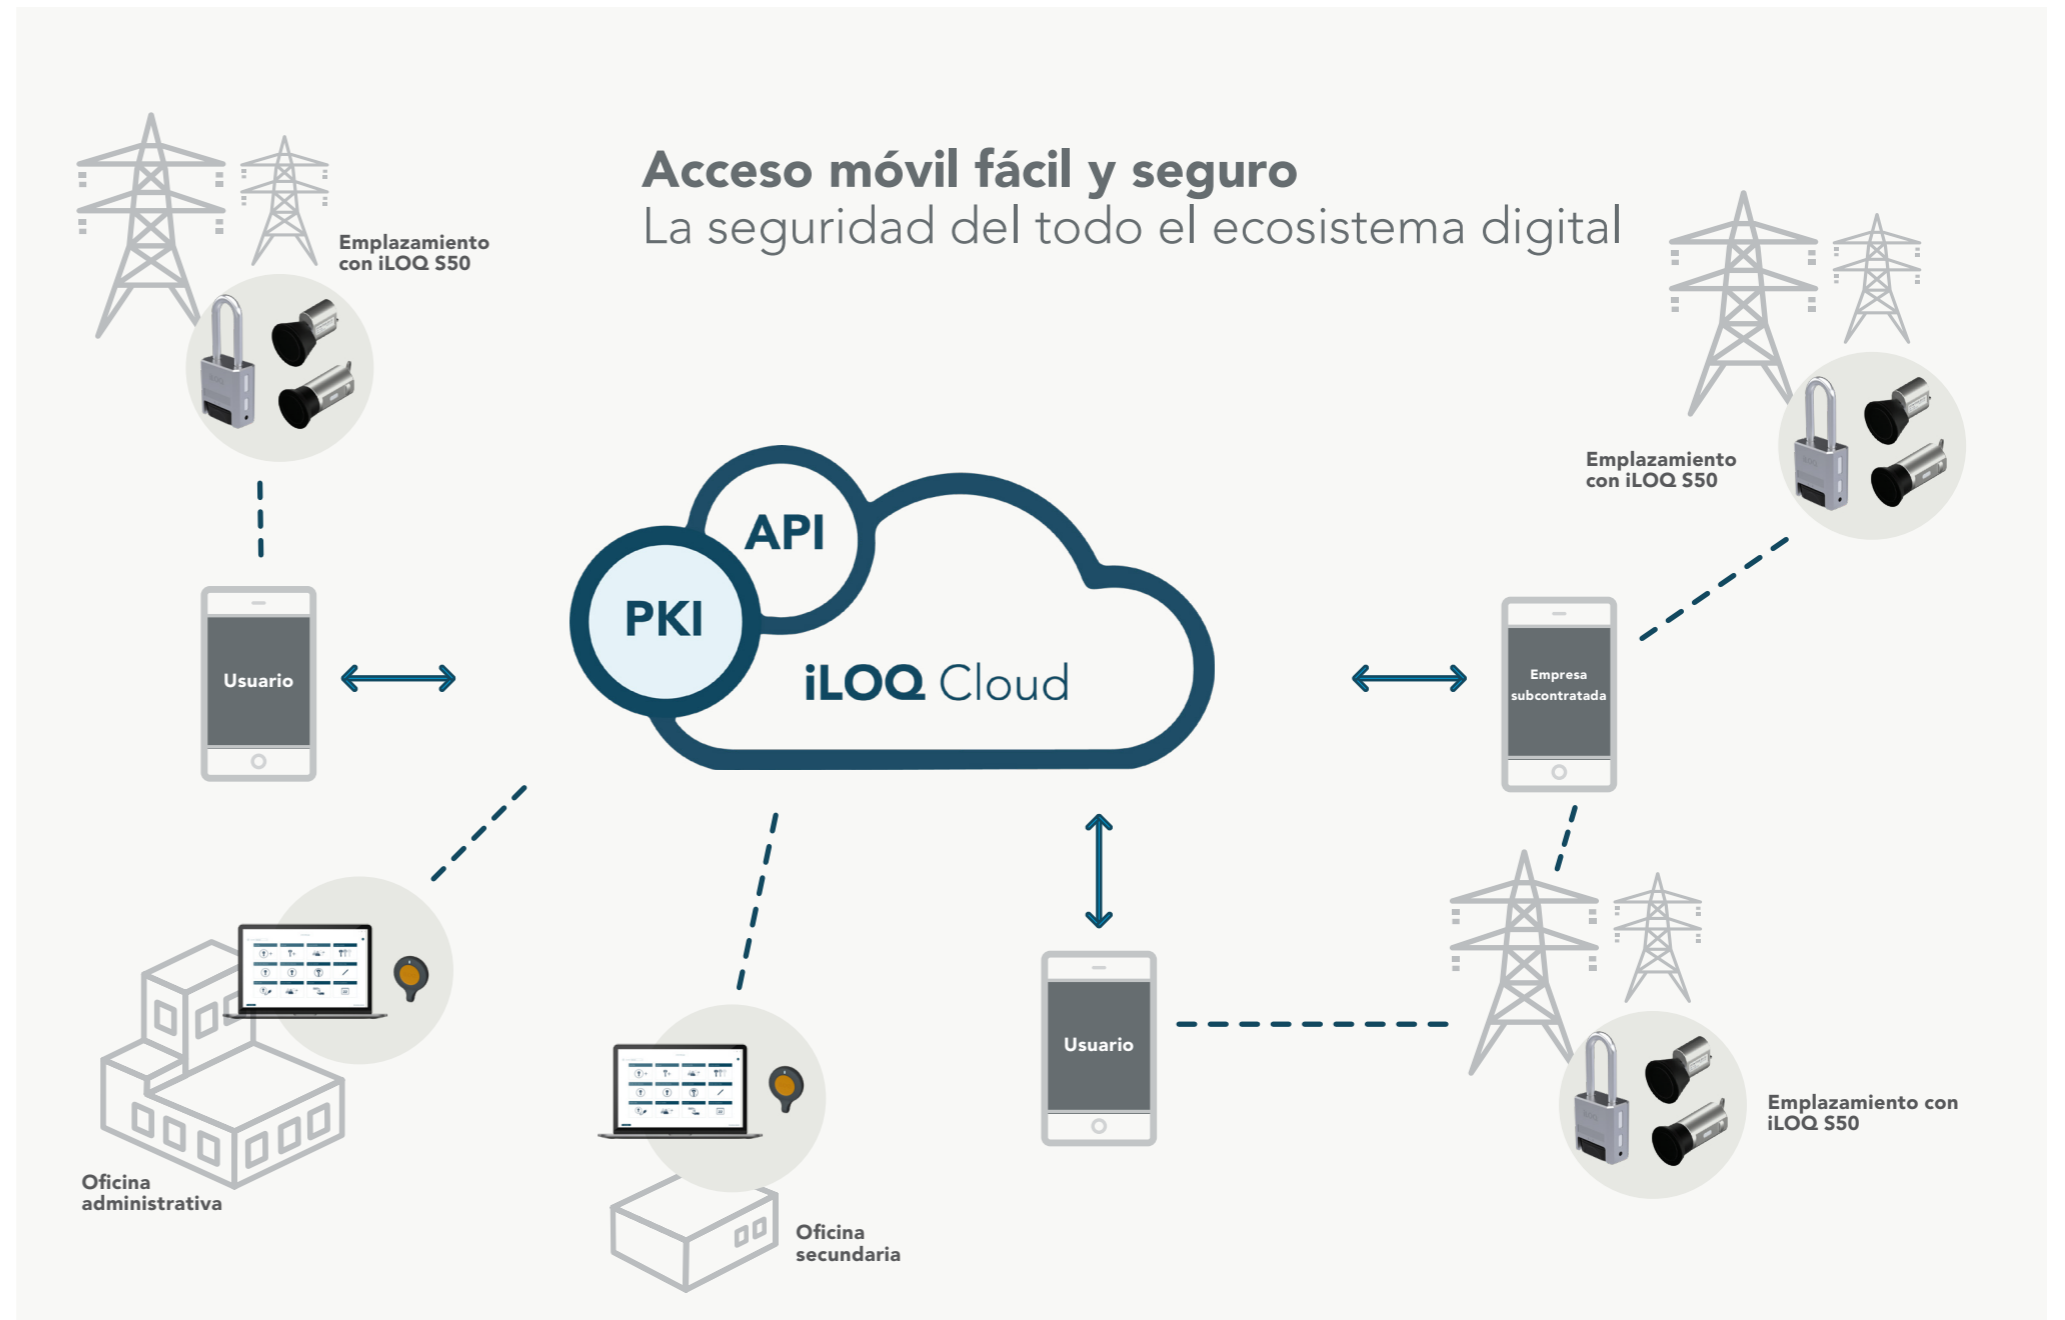 Acceso móvil fácil y seguro
La seguridad del todo el ecosistema digital
Emplazamiento
con iLOQ S50
Emplazamiento
con iLOQ S50
API
PKI
iLOQ Cloud
Usuario
Empresa
subcontratada
Usuario
Emplazamiento con
iLOQ S50
Oficina
administrativa
Oficina
secundaria